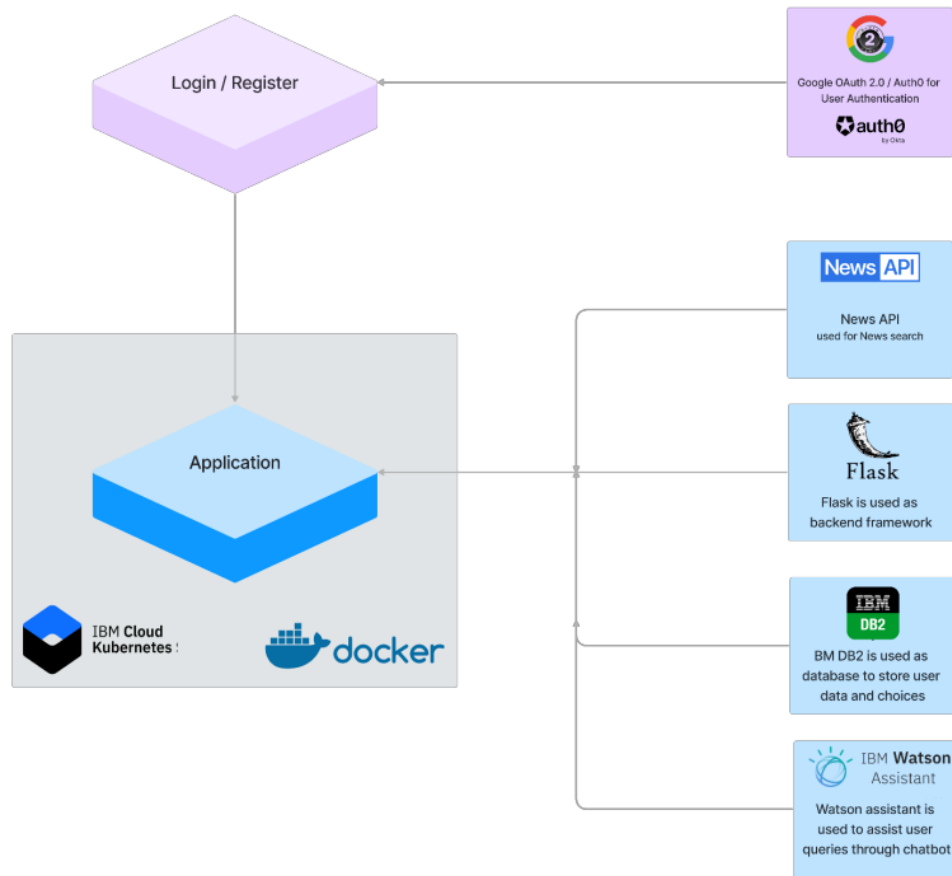 Login / Register
2
Google OAuth 2.0 / Auth0 for
User Authentication
auth0
by Okta
News API
News API
used for News search
Application
Flask
Flask is used as
backend framework
IBM Cloud
Kubernetes
docker
IBM
DB2
BM DB2 is used as
database to store user
data and choices
IBM Watson
Assistant
Watson assistant is
used to assist user
queries through chatbot